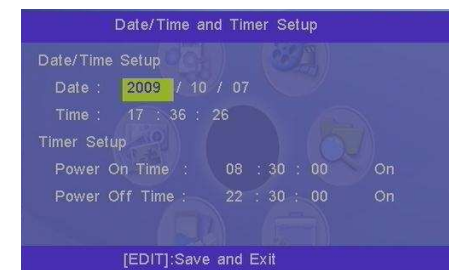 Date/Time and Timer Setup
Date/Time Setup
Date : 2009 / 10 / 07
Time : 17 : 36 : 26
Timer Setup
Power On Time : 08 : 30 : 00 On
Power Off Time : 22 : 30 : 00 On
[EDIT]:Save and Exit